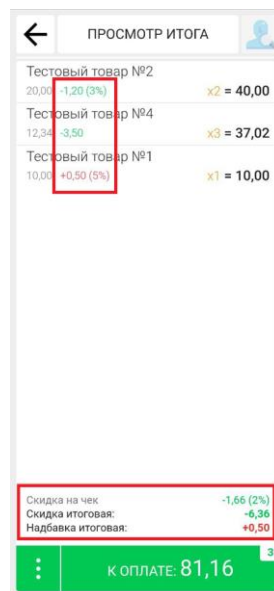 ПРОСМОТР ИТОГА
Тестовый товар №2
20,00 -1,20 (3%) x2 = 40,00
Тестовый товар №4
12,34 -3,50 x3 = 37,02
Тестовый товар №1
10,00 +0,50 (5%) x1 = 10,00
Скидка на чек -1,66 (2%)
Скидка итоговая: -6,36
Надбавка итоговая: +0,50
3
К ОПЛАТЕ: 81,16